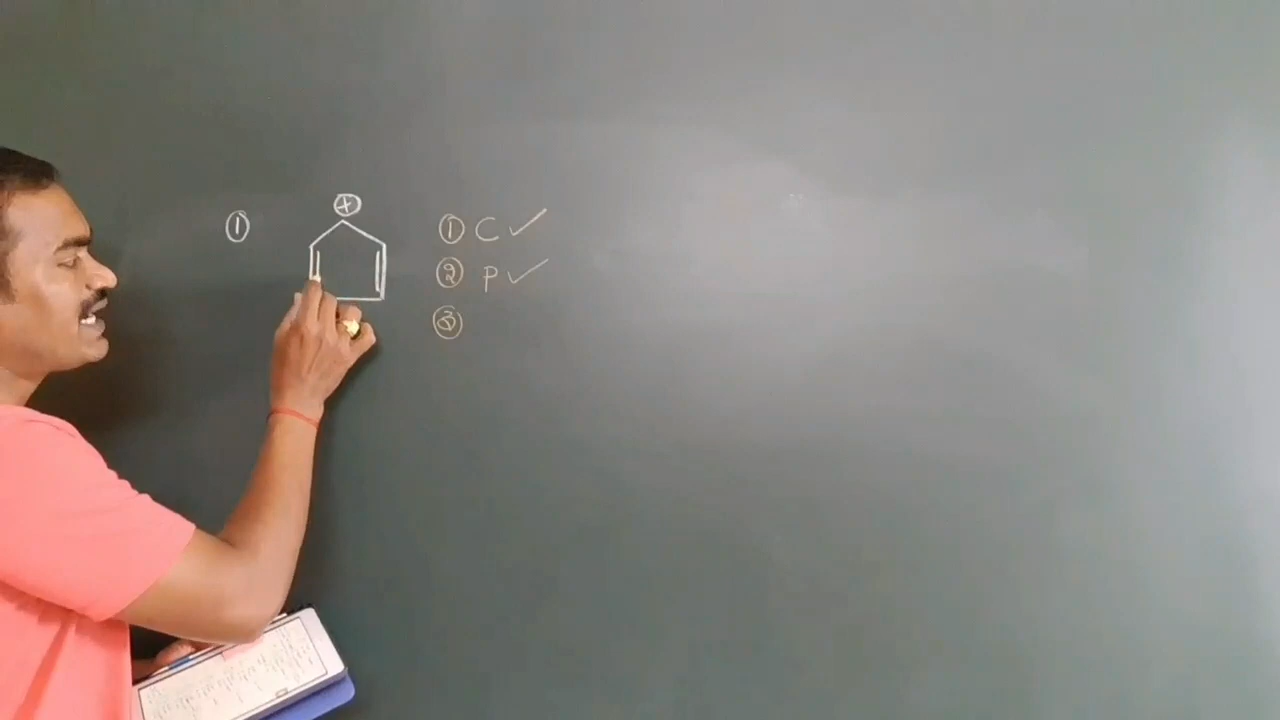 ① ⊕ ① C ✓
② P ✓
③